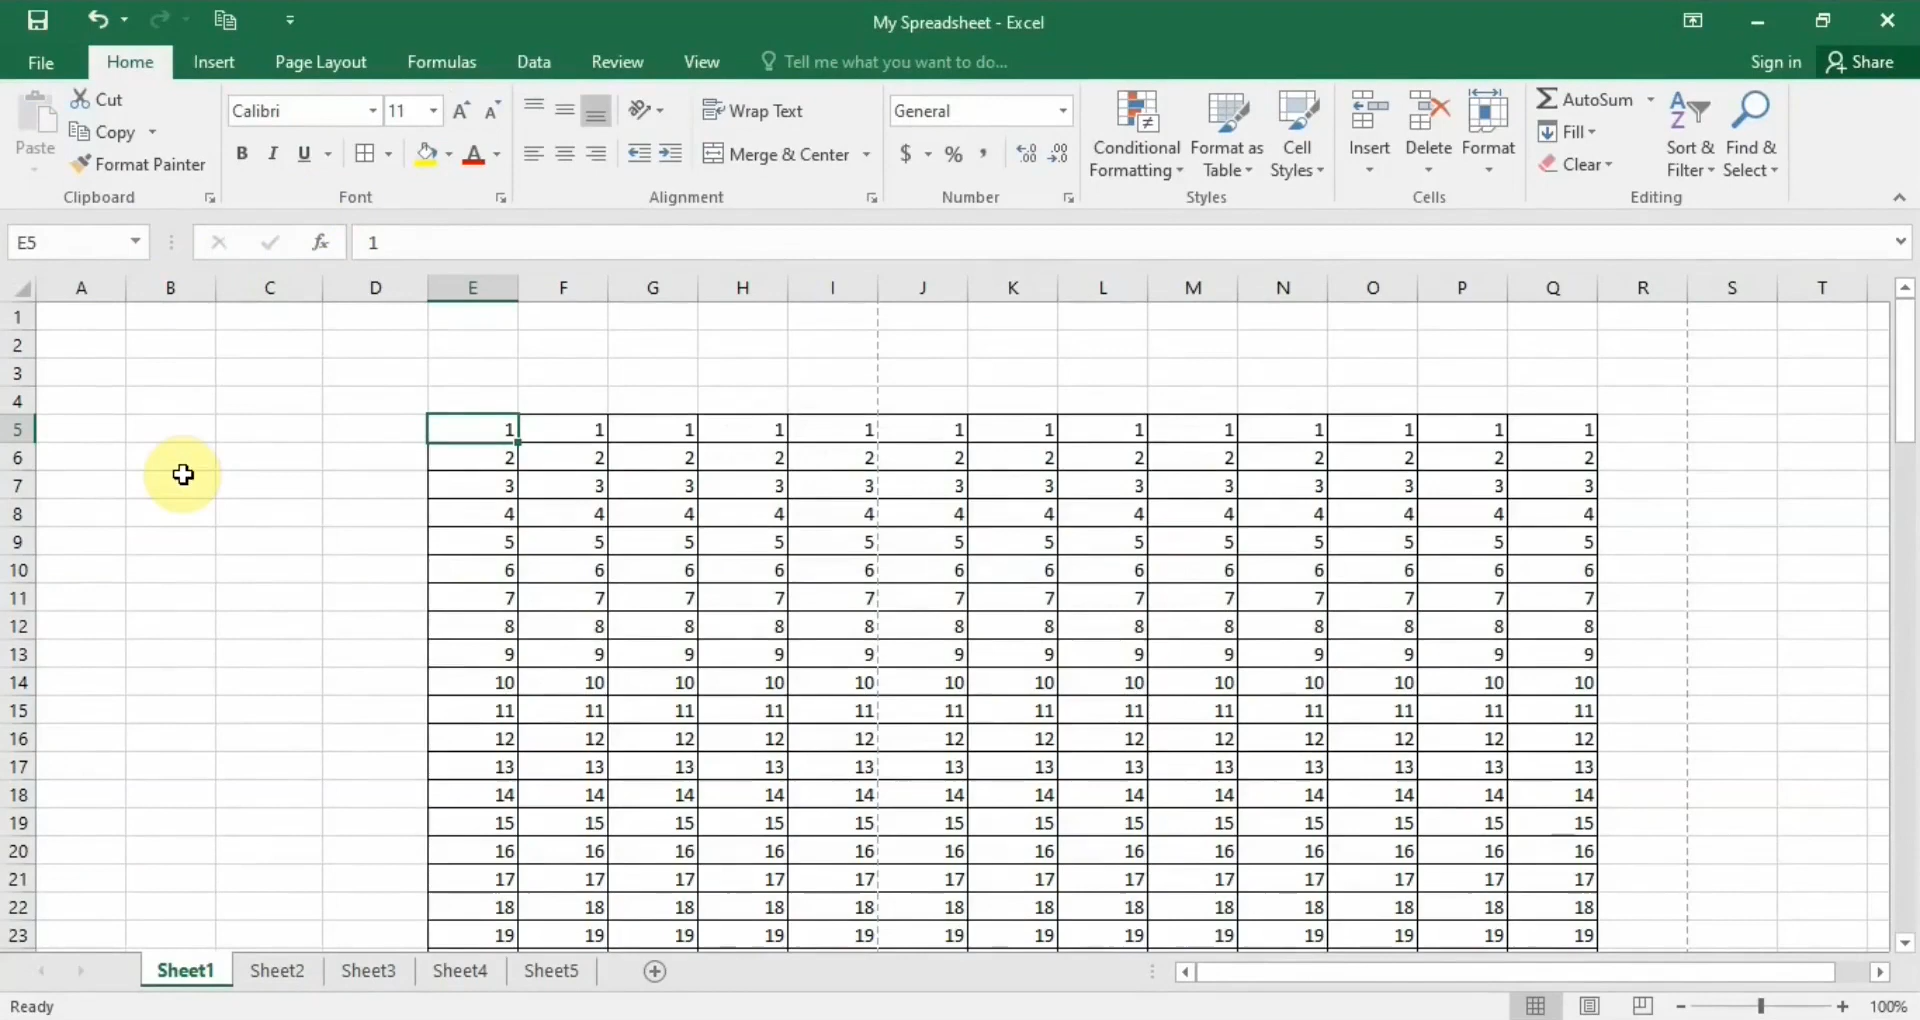 My Spreadsheet - Excel
File Home Insert Page Layout Formulas Data Review View Tell me what you want to do... Sign in Share
Paste
Cut
Copy
Format Painter
Clipboard
Calibri 11
B I U
Font
Wrap Text
Merge & Center
Alignment
General
$ % ,
Number
Conditional Formatting
Format as Table
Cell Styles
Styles
Insert Delete Format
Cells
AutoSum
Fill
Clear
Sort & Filter
Find & Select
Editing
E5 fx 1
A B C D E F G H I J K L M N O P Q R S T
1
2
3
4
5 1 1 1 1 1 1 1 1 1 1 1 1 1
6 2 2 2 2 2 2 2 2 2 2 2 2 2
7 3 3 3 3 3 3 3 3 3 3 3 3 3
8 4 4 4 4 4 4 4 4 4 4 4 4 4
9 5 5 5 5 5 5 5 5 5 5 5 5 5
10 6 6 6 6 6 6 6 6 6 6 6 6 6
11 7 7 7 7 7 7 7 7 7 7 7 7 7
12 8 8 8 8 8 8 8 8 8 8 8 8 8
13 9 9 9 9 9 9 9 9 9 9 9 9 9
14 10 10 10 10 10 10 10 10 10 10 10 10 10
15 11 11 11 11 11 11 11 11 11 11 11 11 11
16 12 12 12 12 12 12 12 12 12 12 12 12 12
17 13 13 13 13 13 13 13 13 13 13 13 13 13
18 14 14 14 14 14 14 14 14 14 14 14 14 14
19 15 15 15 15 15 15 15 15 15 15 15 15 15
20 16 16 16 16 16 16 16 16 16 16 16 16 16
21 17 17 17 17 17 17 17 17 17 17 17 17 17
22 18 18 18 18 18 18 18 18 18 18 18 18 18
23 19 19 19 19 19 19 19 19 19 19 19 19 19
Sheet1 Sheet2 Sheet3 Sheet4 Sheet5
Ready 100%